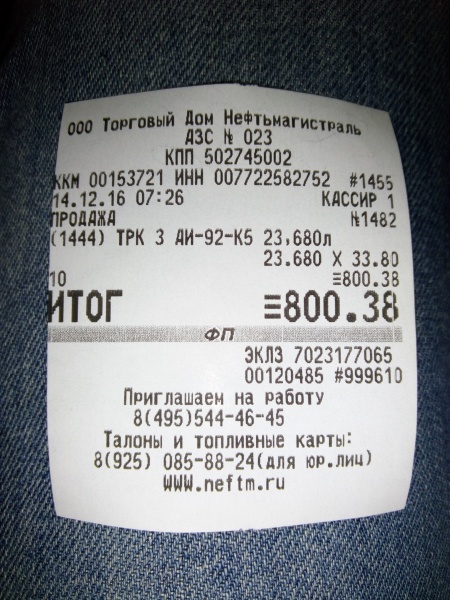 ООО Торговый Дом Нефтьмагистраль
АЗС № 023
КПП 502745002
ККМ 00153721 ИНН 007722582752 #1455
14.12.16 07:26 КАССИР 1
ПРОДАЖА №1482
(1444) ТРК 3 АИ-92-К5 23,680л
23.680 X 33.80
10 ≡800.38
ИТОГ ≡800.38
ФП
ЭКЛЗ 7023177065
00120485 #999610
Приглашаем на работу
8(495)544-46-45
Талоны и топливные карты:
8(925) 085-88-24(для юр.лиц)
WWW.neftm.ru